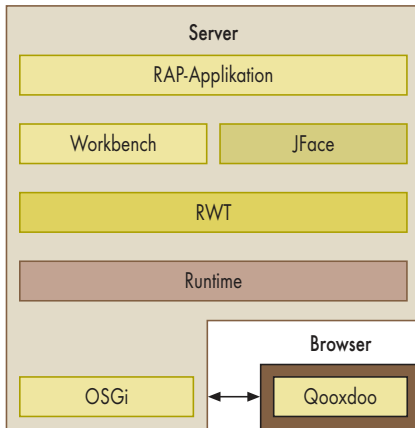 Server
RAP-Applikation
Workbench
JFace
RWT
Runtime
Browser
OSGi
Qooxdoo